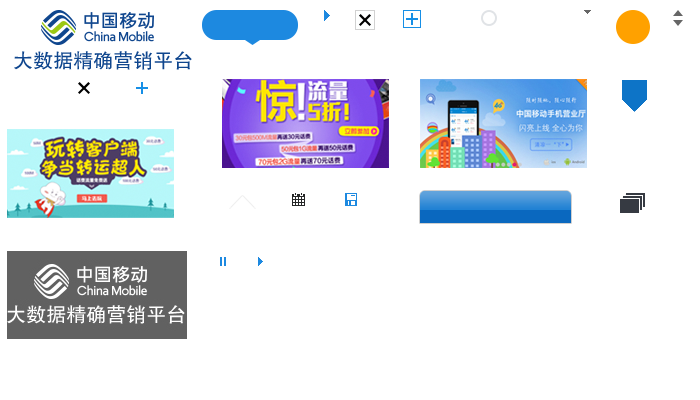 中国移动
China Mobile
大数据精确营销平台
惊!流量
5折!
立即参加
30元包500M流量再送30元话费
50元包1G流量再送50元话费
70元包2G流量再送70元话费
中国移动手机营业厅
闪亮上线 全心为你
玩转客户端
争当转运超人
马上去玩
中国移动
China Mobile
大数据精确营销平台